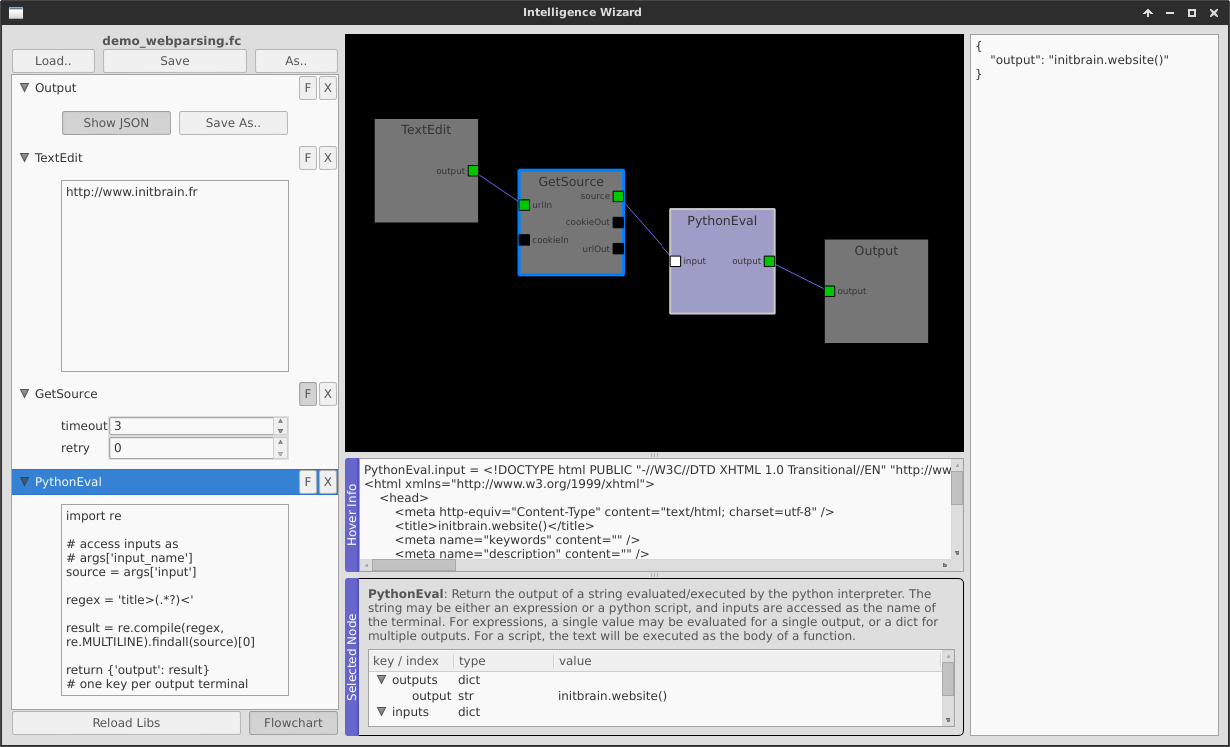 Intelligence Wizard
demo_webparsing.fc
Load..
Save
As..
Output
F
X
Show JSON
Save As..
TextEdit
F
X
http://www.initbrain.fr
GetSource
F
X
timeout
3
retry
0
PythonEval
F
X
import re
# access inputs as
# args['input_name']
source = args['input']
regex = 'title>(.*?)<'
result = re.compile(regex,
re.MULTILINE).findall(source)[0]
return {'output': result}
# one key per output terminal
Reload Libs
Flowchart
TextEdit
output
GetSource
source
urlIn
cookieOut
cookieIn
urlOut
PythonEval
input
output
Output
output
Hover Info
PythonEval.input = <!DOCTYPE html PUBLIC "-//W3C//DTD XHTML 1.0 Transitional//EN" "http://ww
<html xmlns="http://www.w3.org/1999/xhtml">
<head>
<meta http-equiv="Content-Type" content="text/html; charset=utf-8" />
<title>initbrain.website()</title>
<meta name="keywords" content="" />
<meta name="description" content="" />
Selected Node
PythonEval: Return the output of a string evaluated/executed by the python interpreter. The
string may be either an expression or a python script, and inputs are accessed as the name of
the terminal. For expressions, a single value may be evaluated for a single output, or a dict for
multiple outputs. For a script, the text will be executed as the body of a function.
key / index type value
outputs dict
output str initbrain.website()
inputs dict
{
"output": "initbrain.website()"
}